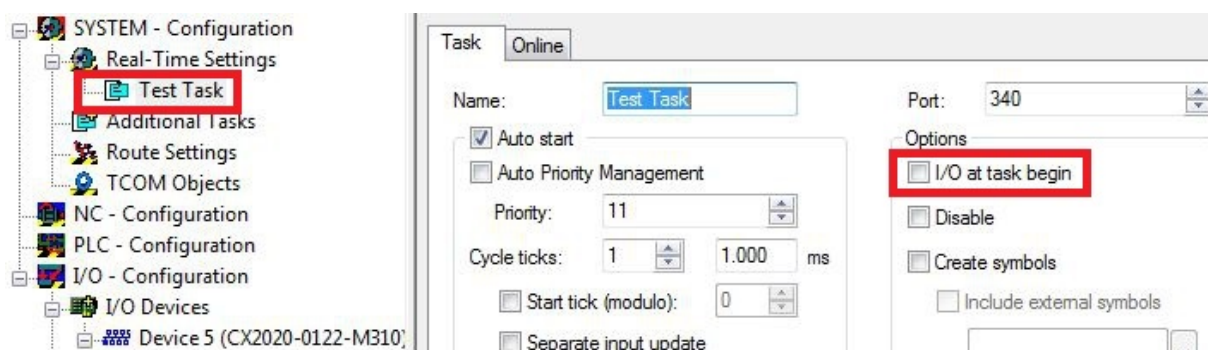 SYSTEM - Configuration
Real-Time Settings
Test Task
Additional Tasks
Route Settings
TCOM Objects
NC - Configuration
PLC - Configuration
I/O - Configuration
I/O Devices
Device 5 (CX2020-0122-M310)
Task Online
Name: Test Task
Auto start
Auto Priority Management
Priority: 11
Cycle ticks: 1 1.000 ms
Start tick (modulo): 0
Separate input update
Port: 340
Options
I/O at task begin
Disable
Create symbols
Include external symbols